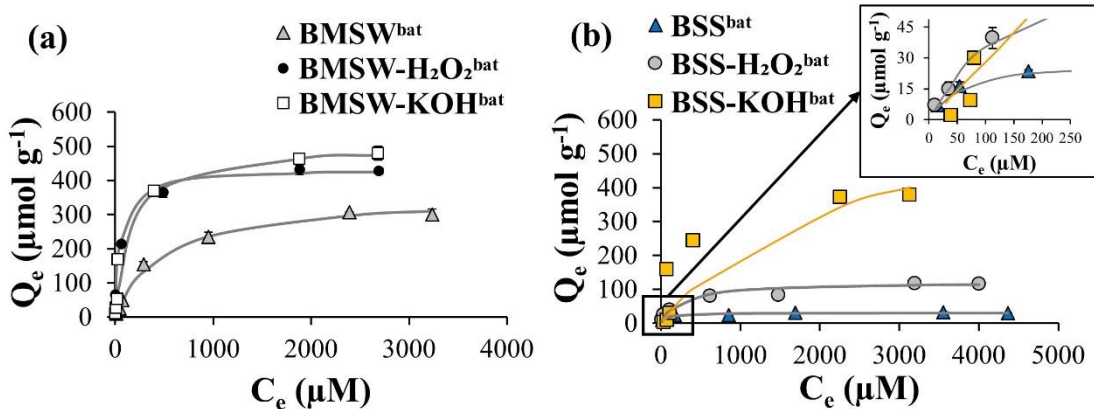 (a)
BMSWᵇᵃᵗ
BMSW-H₂O₂ᵇᵃᵗ
BMSW-KOHᵇᵃᵗ
Qₑ (µmol g⁻¹)
600
500
400
300
200
100
0
0 1000 2000 3000 4000
Cₑ (µM)
(b)
BSSᵇᵃᵗ
BSS-H₂O₂ᵇᵃᵗ
BSS-KOHᵇᵃᵗ
Qₑ (µmol g⁻¹)
600
500
400
300
200
100
0
0 1000 2000 3000 4000 5000
Cₑ (µM)
Qₑ (µmol g⁻¹)
45
30
15
0
0 50 100 150 200 250
Cₑ (µM)